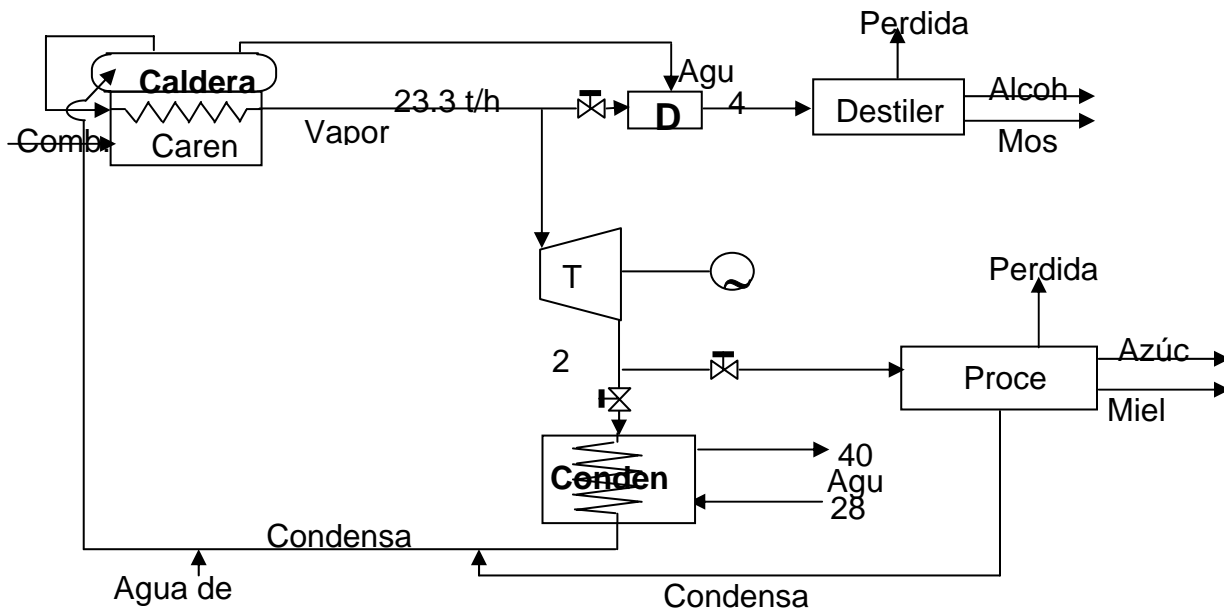 Perdida
Caldera
Agu
23.3 t/h
D
4
Destiler
Alcoh
Mos
Vapor
Comb.
Caren
T
~
2
Perdida
Proce
Azúc
Miel
Conden
40
Agu
28
Condensa
Agua de
Condensa